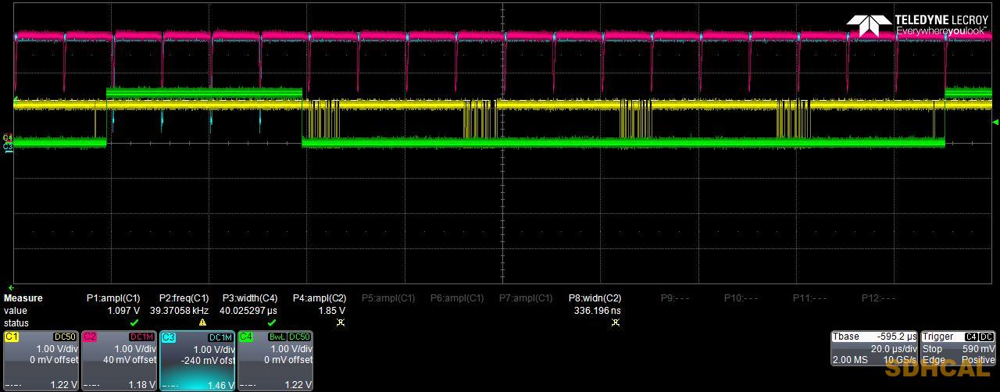 TELEDYNE LECROY
Everywhereyoulook™
Measure P1:ampl(C1) P2:freq(C1) P3:width(C4) P4:ampl(C2) P5:ampl(C1) P6:ampl(C1) P7:ampl(C1) P8:widn(C2) P9:- - - P10:- - - P11:- - - P12:- - -
value 1.097 V 39.37058 kHz 40.025297 µs 1.85 V 336.196 ns
status
C1 DC50
1.00 V/div
0 mV offset
1.22 V
C2 DC1M
1.00 V/div
40 mV offset
1.18 V
C3 DC1M
1.00 V/div
-240 mV ofst
1.46 V
C4 BwL DC50
1.00 V/div
0 mV offset
1.22 V
Tbase -595.2 µs
20.0 µs/div
2.00 MS 10 GS/s
Trigger C4 DC
Stop 590 mV
Edge Positive
SDHCAL